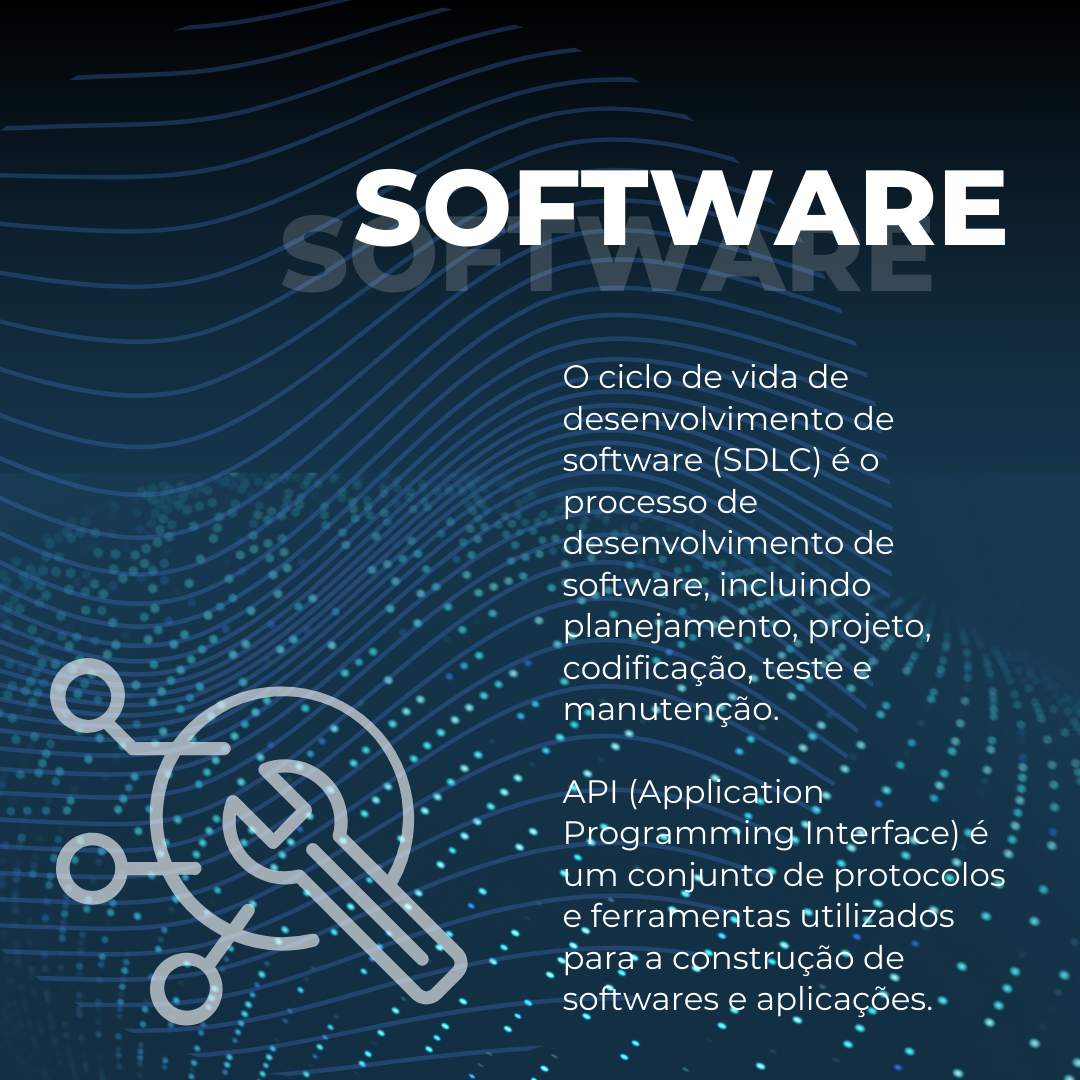 SOFTWARE
SOFTWARE
O ciclo de vida de
desenvolvimento de
software (SDLC) é o
processo de
desenvolvimento de
software, incluindo
planejamento, projeto,
codificação, teste e
manutenção.
API (Application
Programming Interface) é
um conjunto de protocolos
e ferramentas utilizados
para a construção de
softwares e aplicações.